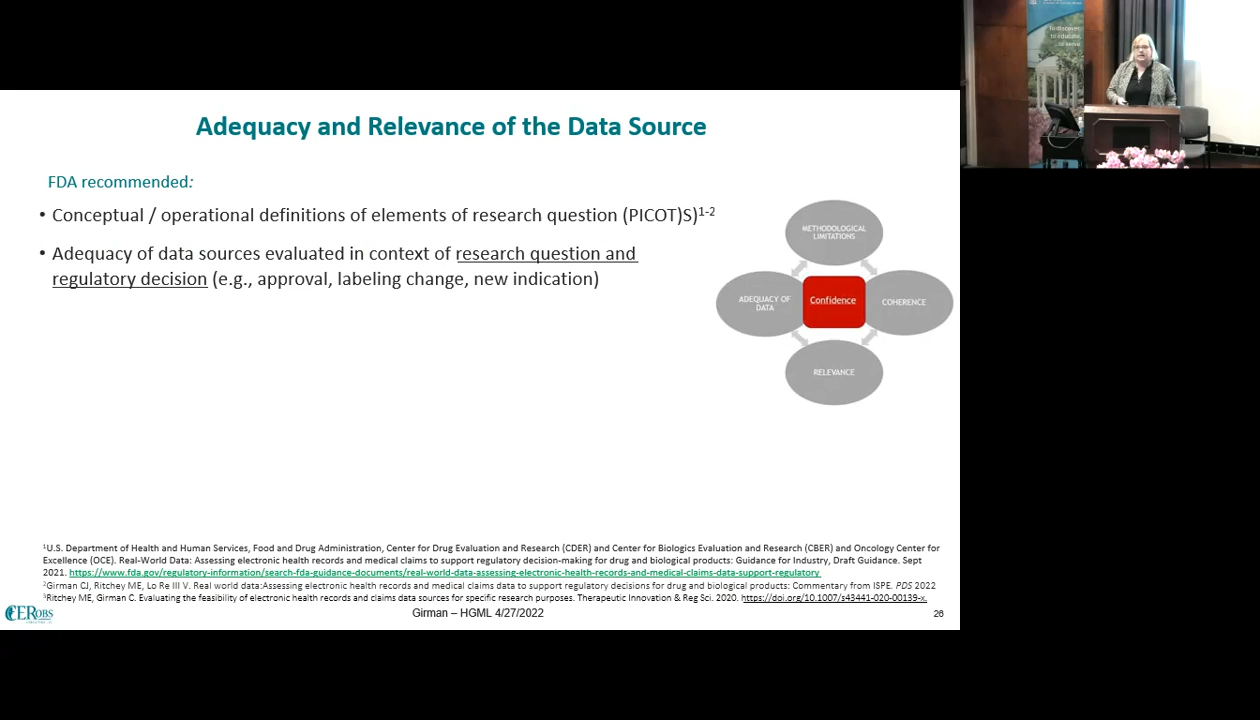 to discover,
to educate,
to serve
Adequacy and Relevance of the Data Source
FDA recommended:
• Conceptual / operational definitions of elements of research question (PICOT)S)1-2
• Adequacy of data sources evaluated in context of research question and
regulatory decision (e.g., approval, labeling change, new indication)
METHODOLOGICAL
LIMITATIONS
ADEQUACY OF
DATA
Confidence
COHERENCE
RELEVANCE
1U.S. Department of Health and Human Services, Food and Drug Administration, Center for Drug Evaluation and Research (CDER) and Center for Biologics Evaluation and Research (CBER) and Oncology Center for
Excellence (OCE). Real-World Data: Assessing electronic health records and medical claims to support regulatory decision-making for drug and biological products: Guidance for Industry, Draft Guidance. Sept
2021. https://www.fda.gov/regulatory-information/search-fda-guidance-documents/real-world-data-assessing-electronic-health-records-and-medical-claims-data-support-regulatory
2Girman CJ, Ritchey ME, Lo Re III V. Real world data:Assessing electronic health records and medical claims data to support regulatory decisions for drug and biological products: Commentary from ISPE. PDS 2022
3Ritchey ME, Girman C. Evaluating the feasibility of electronic health records and claims data sources for specific research purposes. Therapeutic Innovation & Reg Sci. 2020. https://doi.org/10.1007/s43441-020-00139-x.
CERobs
Girman – HGML 4/27/2022
26